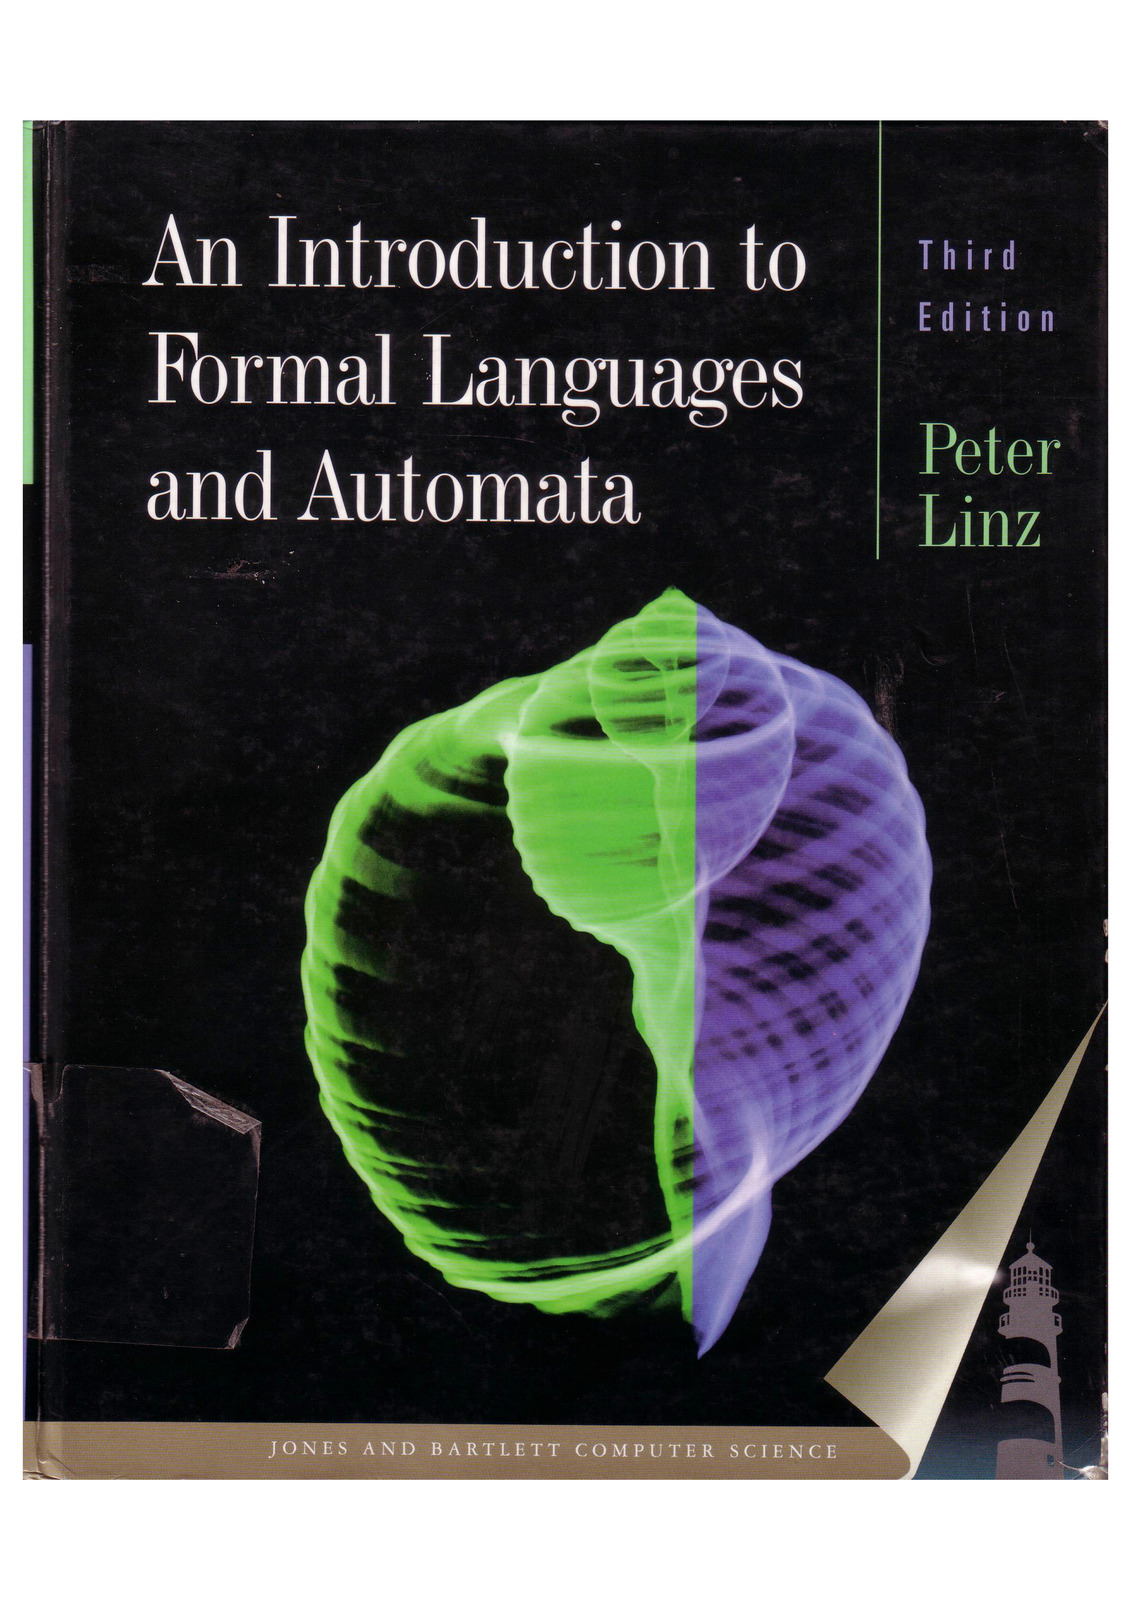 An Introduction to
Formal Languages
and Automata
Third
Edition
Peter
Linz
JONES AND BARTLETT COMPUTER SCIENCE